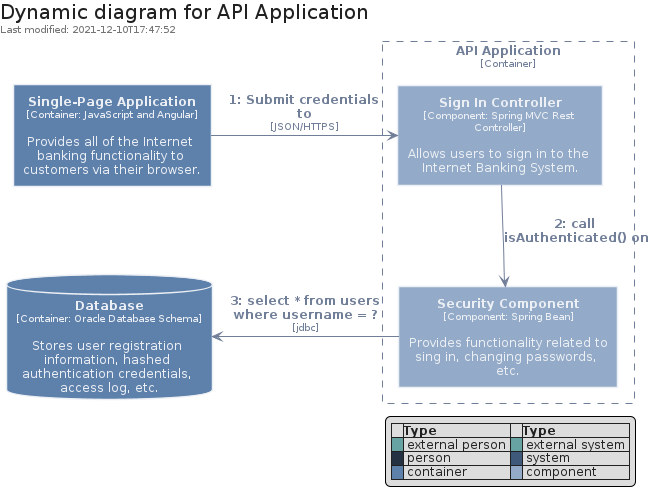 Dynamic diagram for API Application
Last modified: 2021-12-10T17:47:52
API Application
[Container]
Single-Page Application
[Container: JavaScript and Angular]
Provides all of the Internet
banking functionality to
customers via their browser.
1: Submit credentials
to
[JSON/HTTPS]
Sign In Controller
[Component: Spring MVC Rest
Controller]
Allows users to sign in to the
Internet Banking System.
2: call
isAuthenticated() on
Database
[Container: Oracle Database Schema]
Stores user registration
information, hashed
authentication credentials,
access log, etc.
3: select * from users
where username = ?
[jdbc]
Security Component
[Component: Spring Bean]
Provides functionality related to
sing in, changing passwords,
etc.
Type Type
external person external system
person system
container component